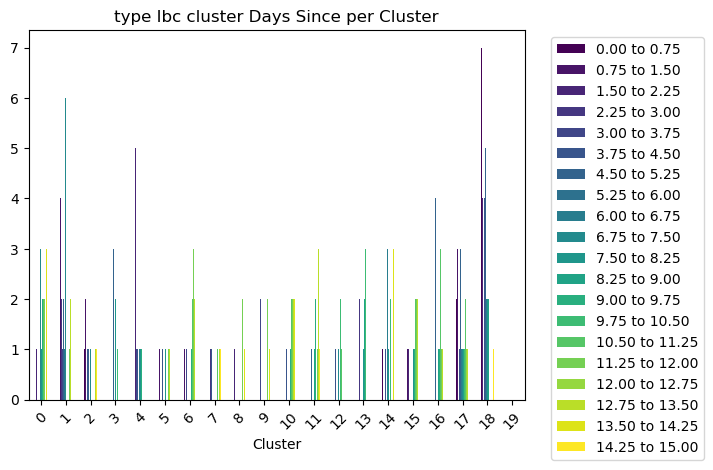 type Ibc cluster Days Since per Cluster
7
6
5
4
3
2
1
0
0 1 2 3 4 5 6 7 8 9 10 11 12 13 14 15 16 17 18 19
Cluster
0.00 to 0.75
0.75 to 1.50
1.50 to 2.25
2.25 to 3.00
3.00 to 3.75
3.75 to 4.50
4.50 to 5.25
5.25 to 6.00
6.00 to 6.75
6.75 to 7.50
7.50 to 8.25
8.25 to 9.00
9.00 to 9.75
9.75 to 10.50
10.50 to 11.25
11.25 to 12.00
12.00 to 12.75
12.75 to 13.50
13.50 to 14.25
14.25 to 15.00